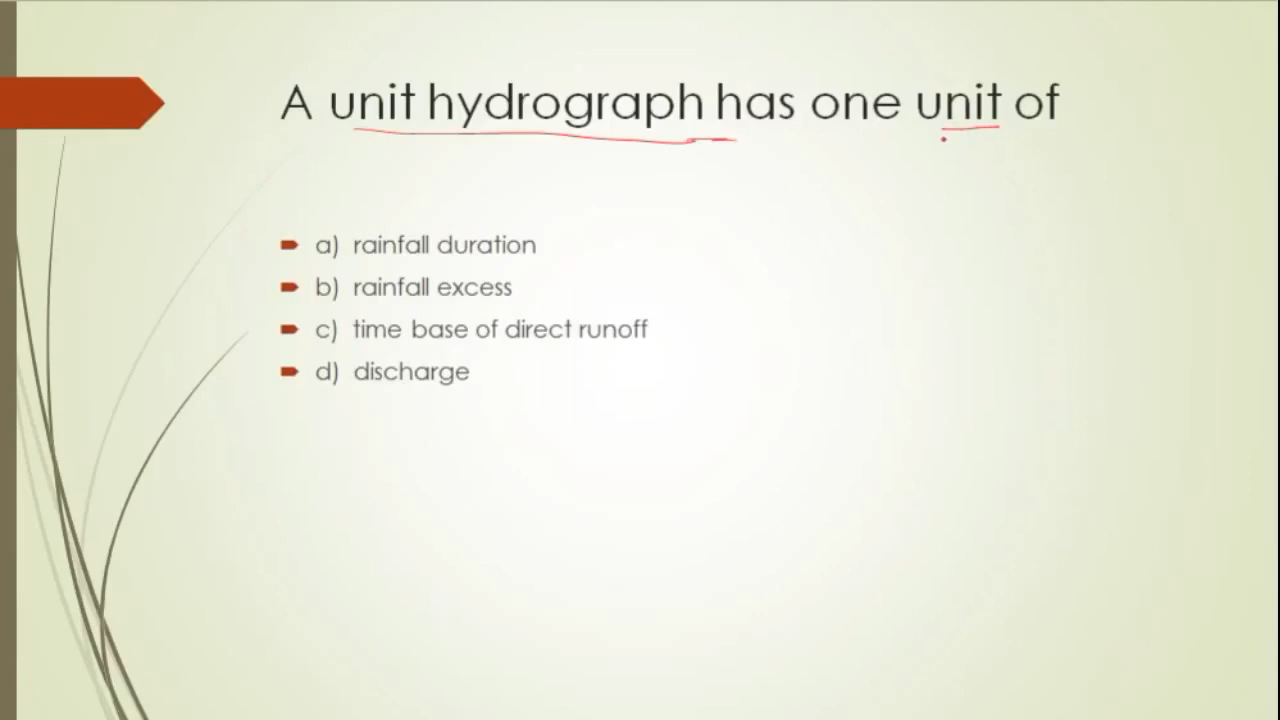 A unit hydrograph has one unit of
a) rainfall duration
b) rainfall excess
c) time base of direct runoff
d) discharge